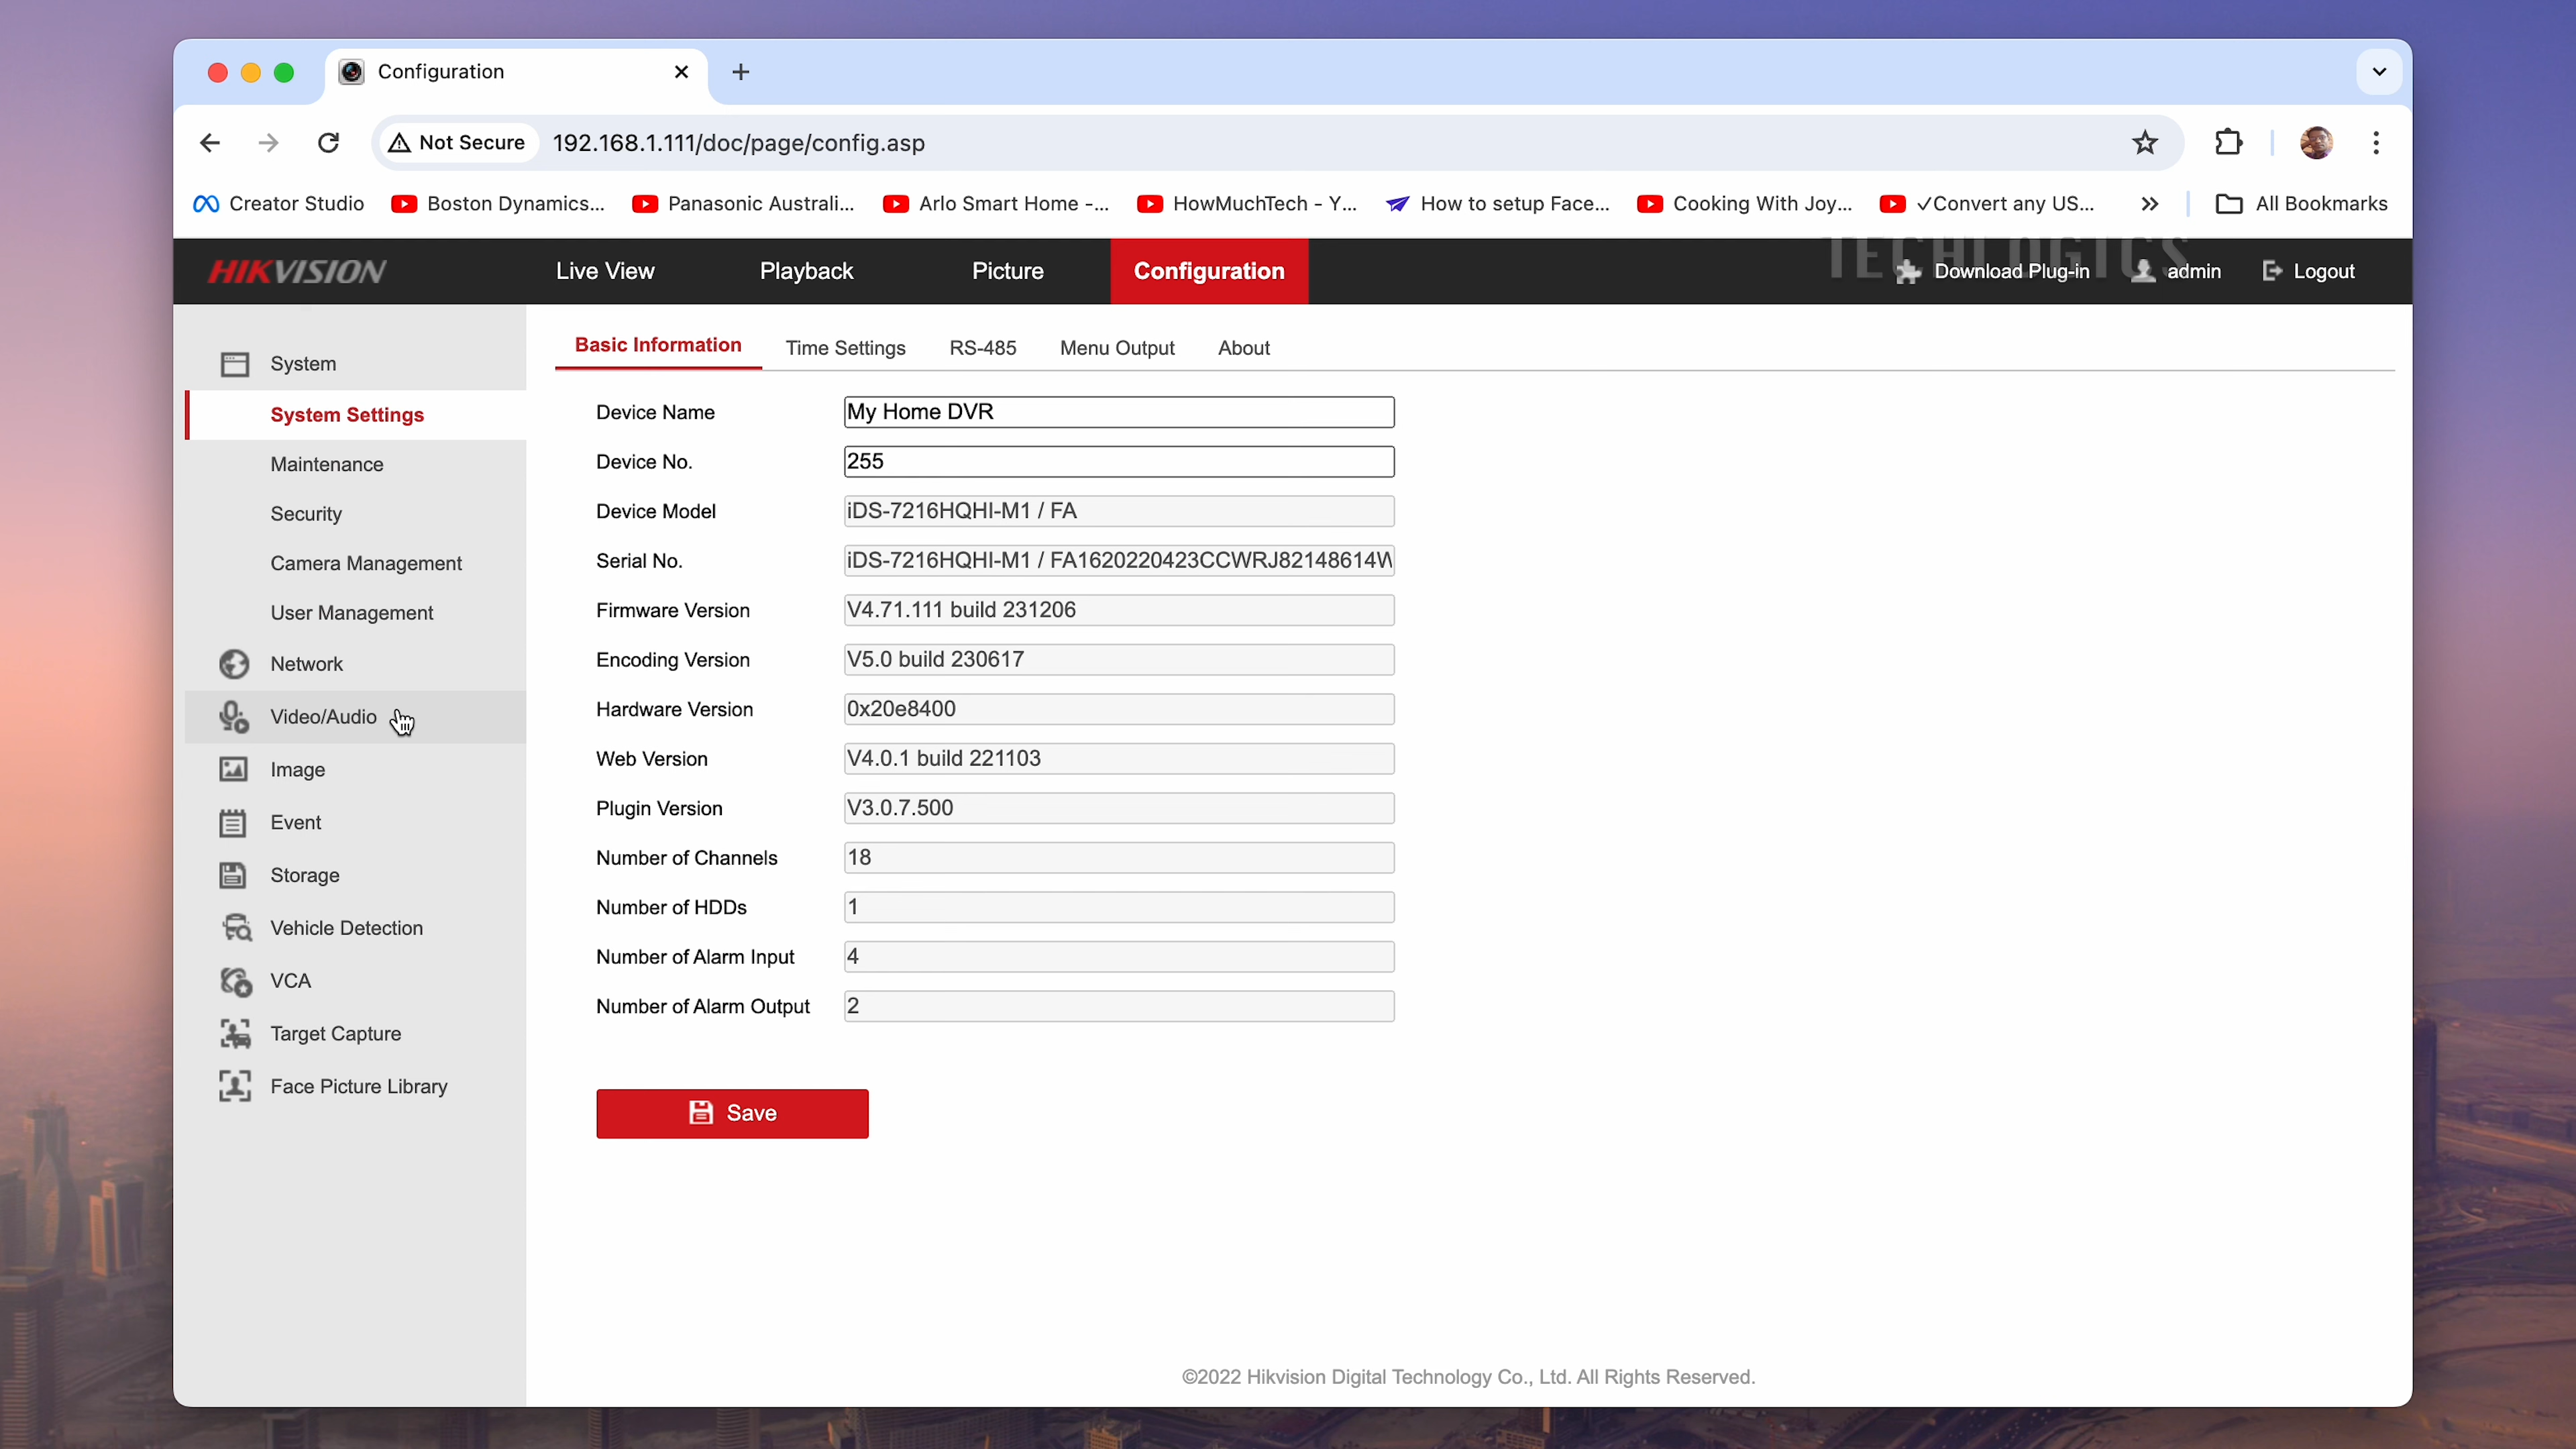 Configuration
Not Secure 192.168.1.111/doc/page/config.asp
Creator Studio Boston Dynamics... Panasonic Australi... Arlo Smart Home -... HowMuchTech - Y... How to setup Face... Cooking With Joy... ✓Convert any US... » All Bookmarks
TECHLOGICS
HIKVISION Live View Playback Picture Configuration Download Plug-in admin Logout
System
System Settings
Maintenance
Security
Camera Management
User Management
Network
Video/Audio
Image
Event
Storage
Vehicle Detection
VCA
Target Capture
Face Picture Library
Basic Information Time Settings RS-485 Menu Output About
Device Name My Home DVR
Device No. 255
Device Model iDS-7216HQHI-M1 / FA
Serial No. iDS-7216HQHI-M1 / FA1620220423CCWRJ82148614W
Firmware Version V4.71.111 build 231206
Encoding Version V5.0 build 230617
Hardware Version 0x20e8400
Web Version V4.0.1 build 221103
Plugin Version V3.0.7.500
Number of Channels 18
Number of HDDs 1
Number of Alarm Input 4
Number of Alarm Output 2
Save
©2022 Hikvision Digital Technology Co., Ltd. All Rights Reserved.